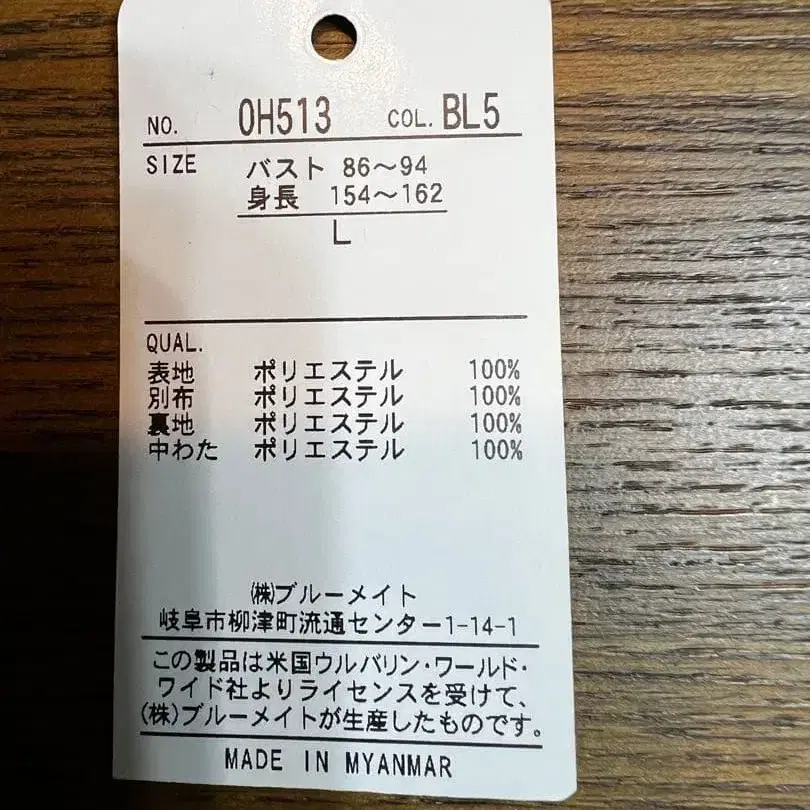 NO. OH513 COL. BL5
SIZE バスト 86～94
身長 154～162
L
QUAL.
表地 ポリエステル 100%
別布 ポリエステル 100%
裏地 ポリエステル 100%
中わた ポリエステル 100%
㈱ブルーメイト
岐阜市柳津町流通センター1-14-1
この製品は米国ウルバリン・ワールド・
ワイド社よりライセンスを受けて、
(株)ブルーメイトが生産したものです。
MADE IN MYANMAR